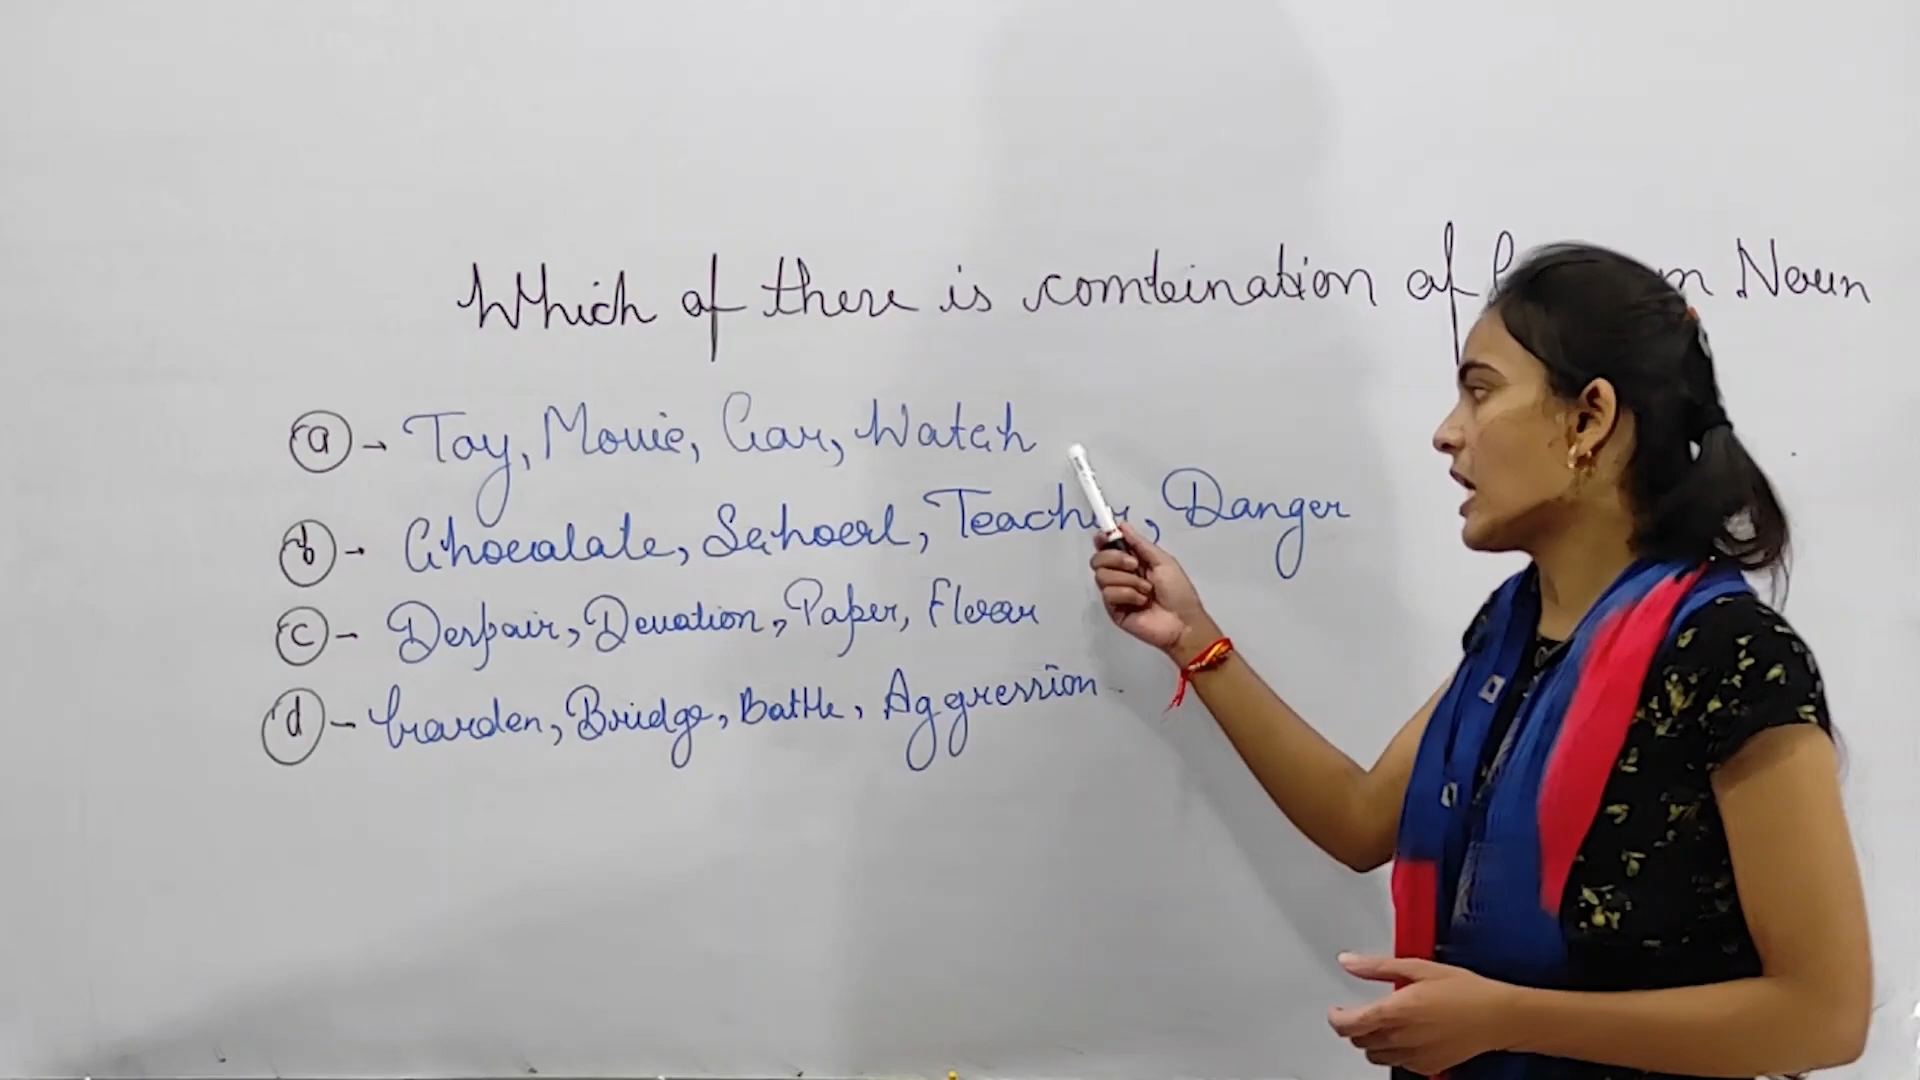 Which of there is combination of Noun
a - Toy, Movie, Car, Watch
b - Chocolate, School, Teacher, Danger
c - Despair, Devotion, Paper, Floor
d - Garden, Bridge, Battle, Aggression